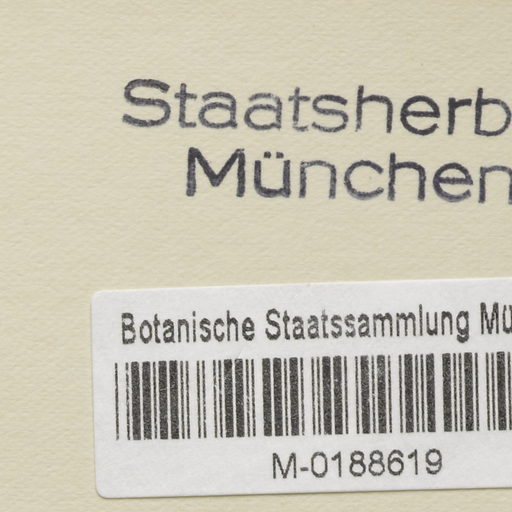 Staatsherb
München
Botanische Staatssammlung Mü
M-0188619